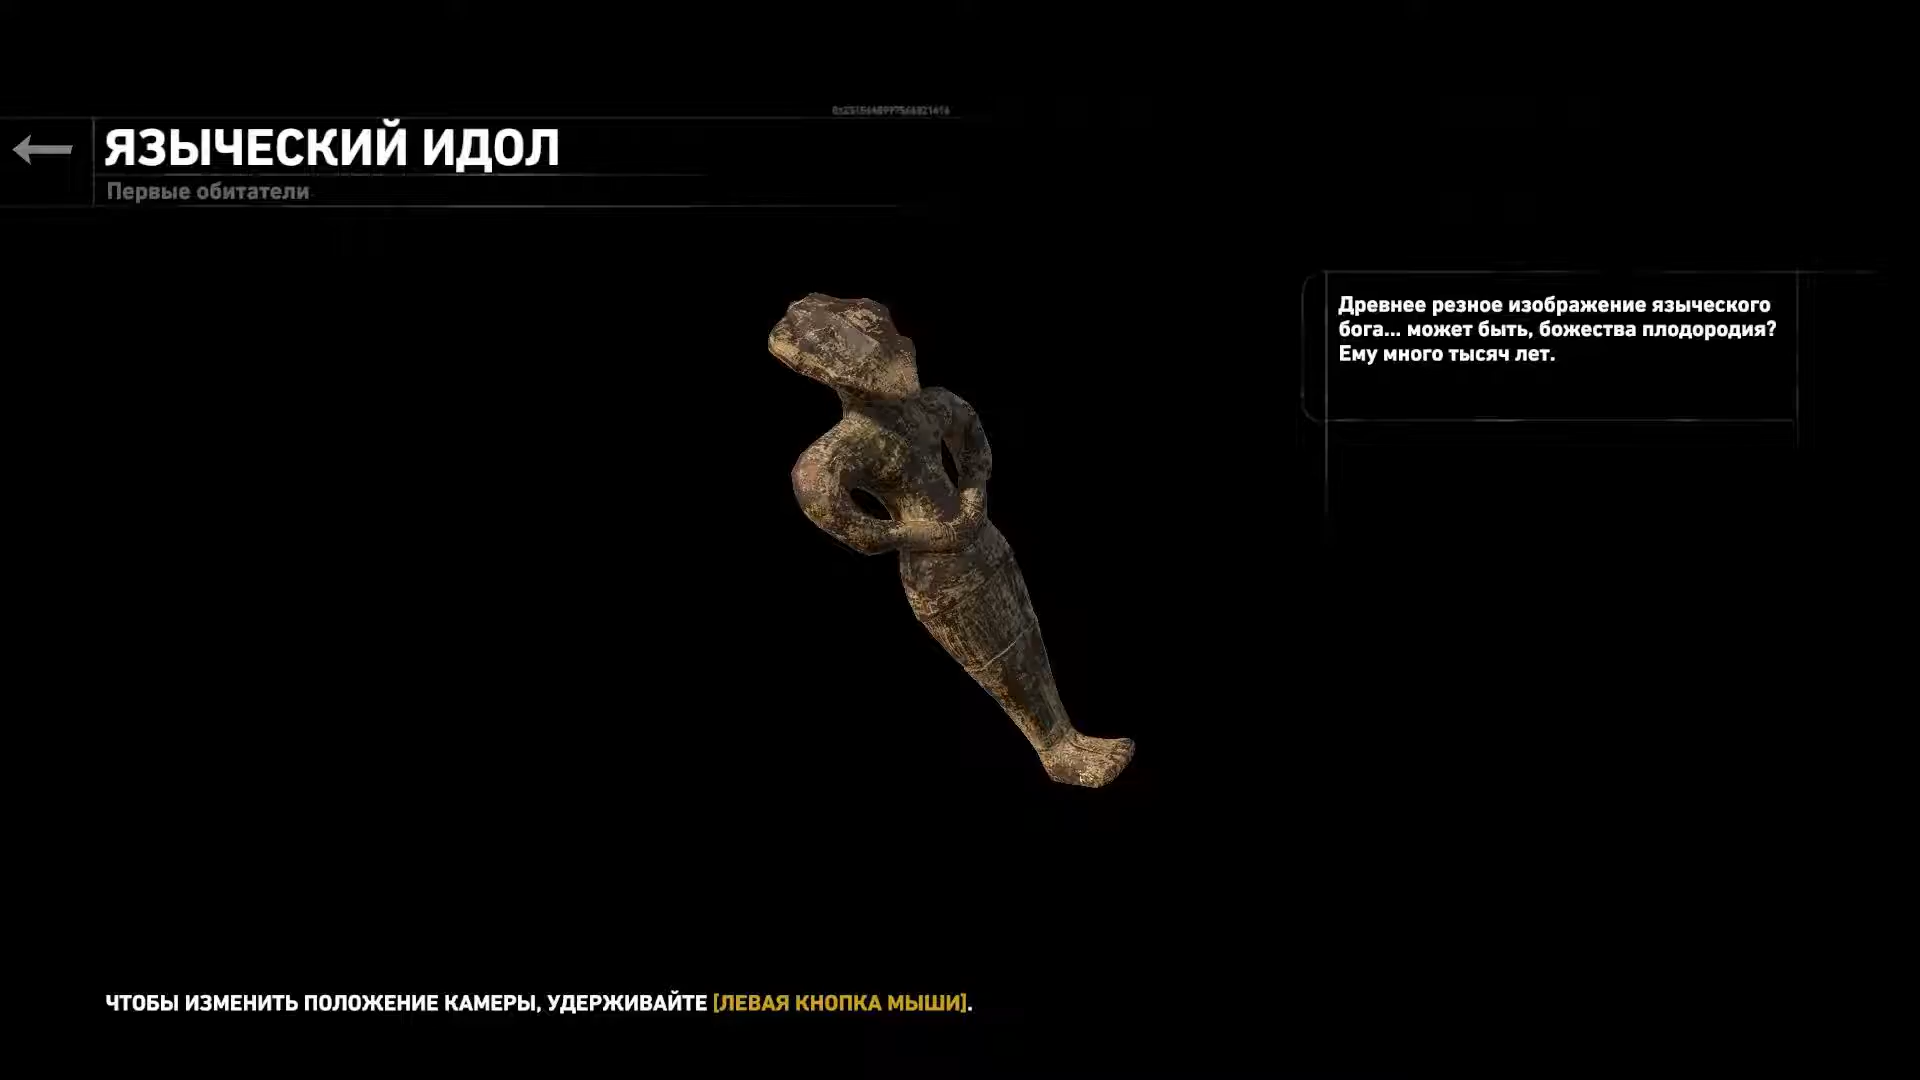 ЯЗЫЧЕСКИЙ ИДОЛ
Первые обитатели
Древнее резное изображение языческого
бога... может быть, божества плодородия?
Ему много тысяч лет.
ЧТОБЫ ИЗМЕНИТЬ ПОЛОЖЕНИЕ КАМЕРЫ, УДЕРЖИВАЙТЕ [ЛЕВАЯ КНОПКА МЫШИ].